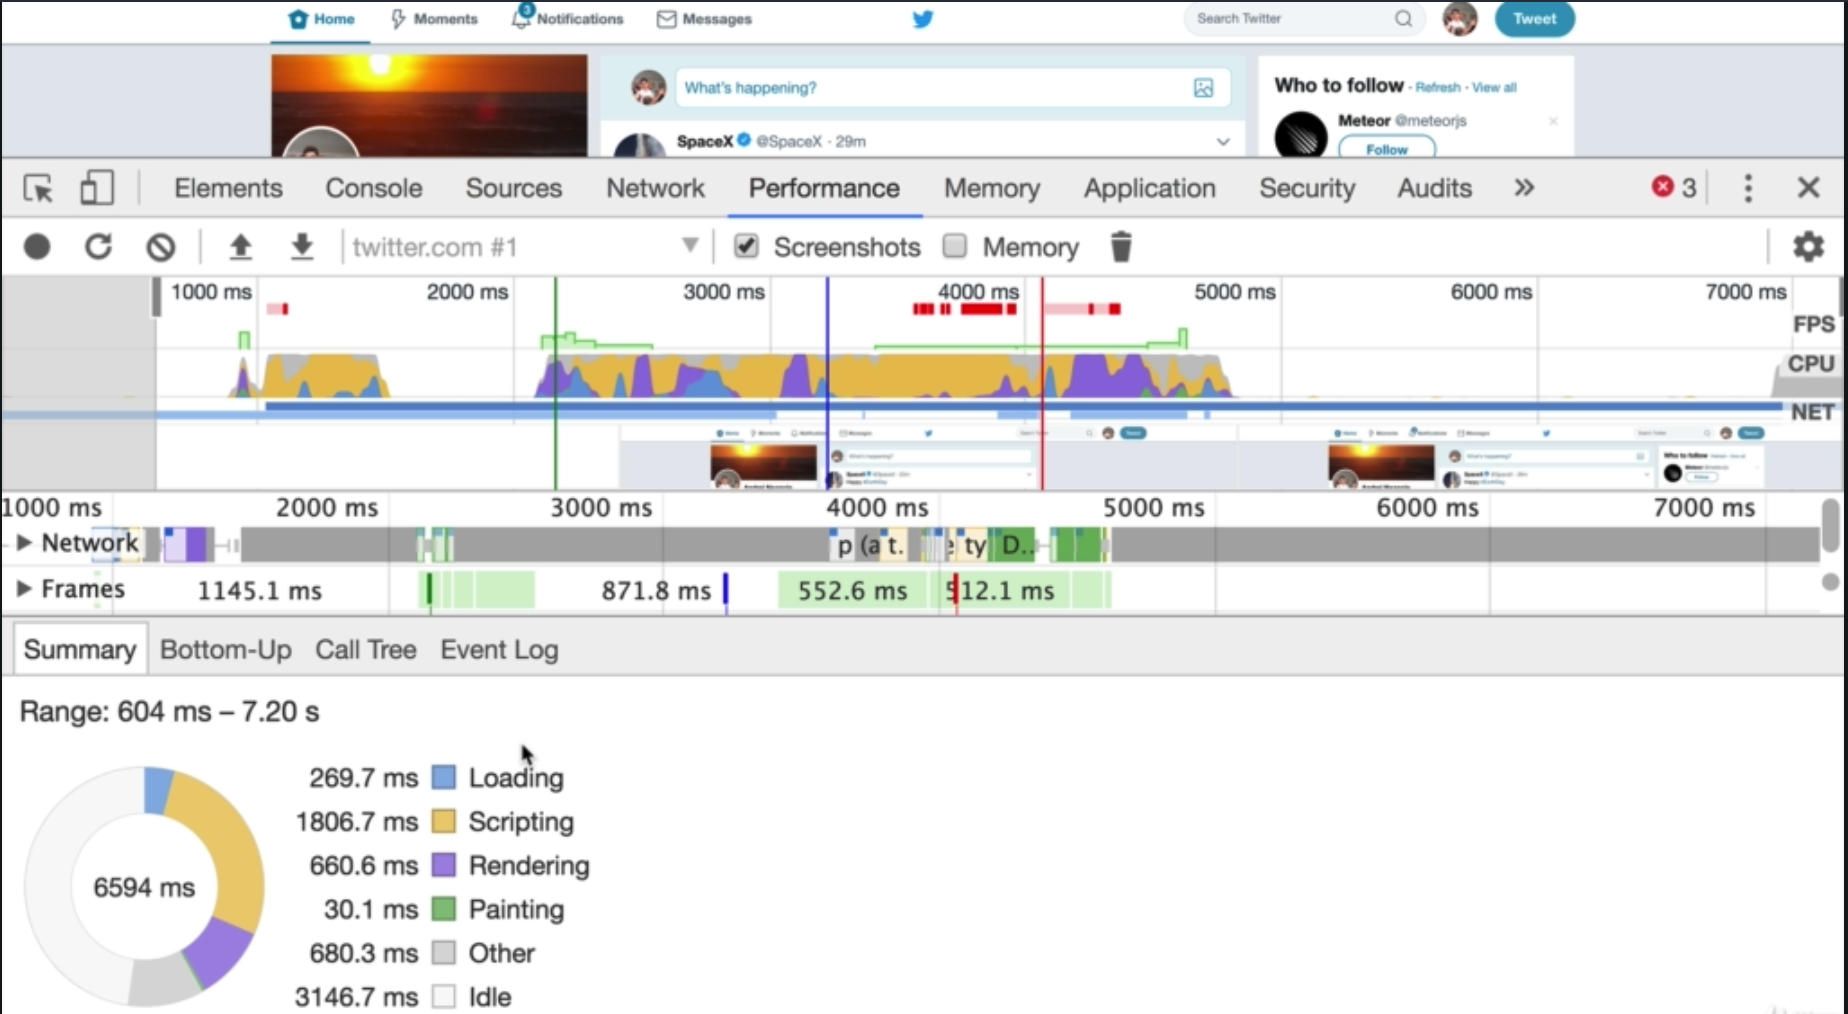 Home Moments 3 Notifications Messages Search Twitter Tweet
What's happening?
Who to follow · Refresh · View all
SpaceX @SpaceX · 29m
Meteor @meteorjs ×
Follow
Elements Console Sources Network Performance Memory Application Security Audits » 3
twitter.com #1 Screenshots Memory
1000 ms 2000 ms 3000 ms 4000 ms 5000 ms 6000 ms 7000 ms
FPS
CPU
NET
1000 ms 2000 ms 3000 ms 4000 ms 5000 ms 6000 ms 7000 ms
Network p (a t. ty D..
Frames 1145.1 ms 871.8 ms 552.6 ms 512.1 ms
Summary Bottom-Up Call Tree Event Log
Range: 604 ms – 7.20 s
6594 ms
269.7 ms Loading
1806.7 ms Scripting
660.6 ms Rendering
30.1 ms Painting
680.3 ms Other
3146.7 ms Idle